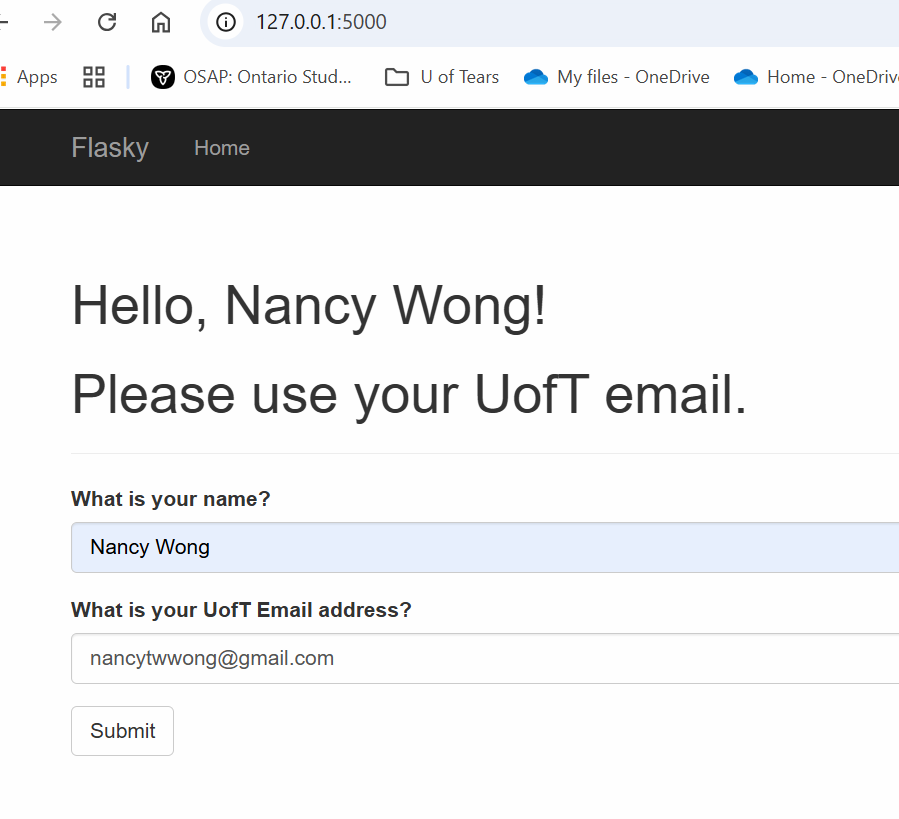 127.0.0.1:5000
Apps OSAP: Ontario Stud... U of Tears My files - OneDrive Home - OneDrive
Flasky Home
Hello, Nancy Wong!
Please use your UofT email.
What is your name?
Nancy Wong
What is your UofT Email address?
nancytwwong@gmail.com
Submit